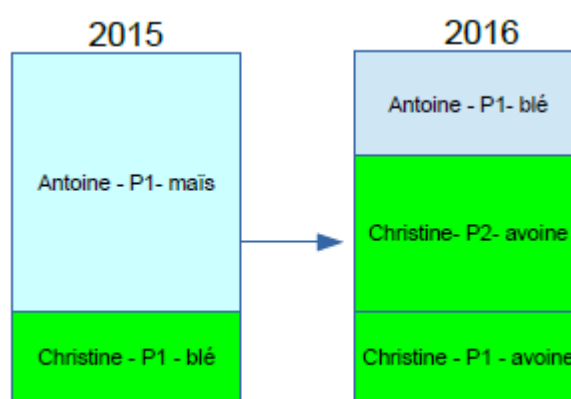 2015
2016
Antoine - P1- maïs
Christine - P1 - blé
Antoine - P1- blé
Christine- P2- avoine
Christine - P1 - avoine